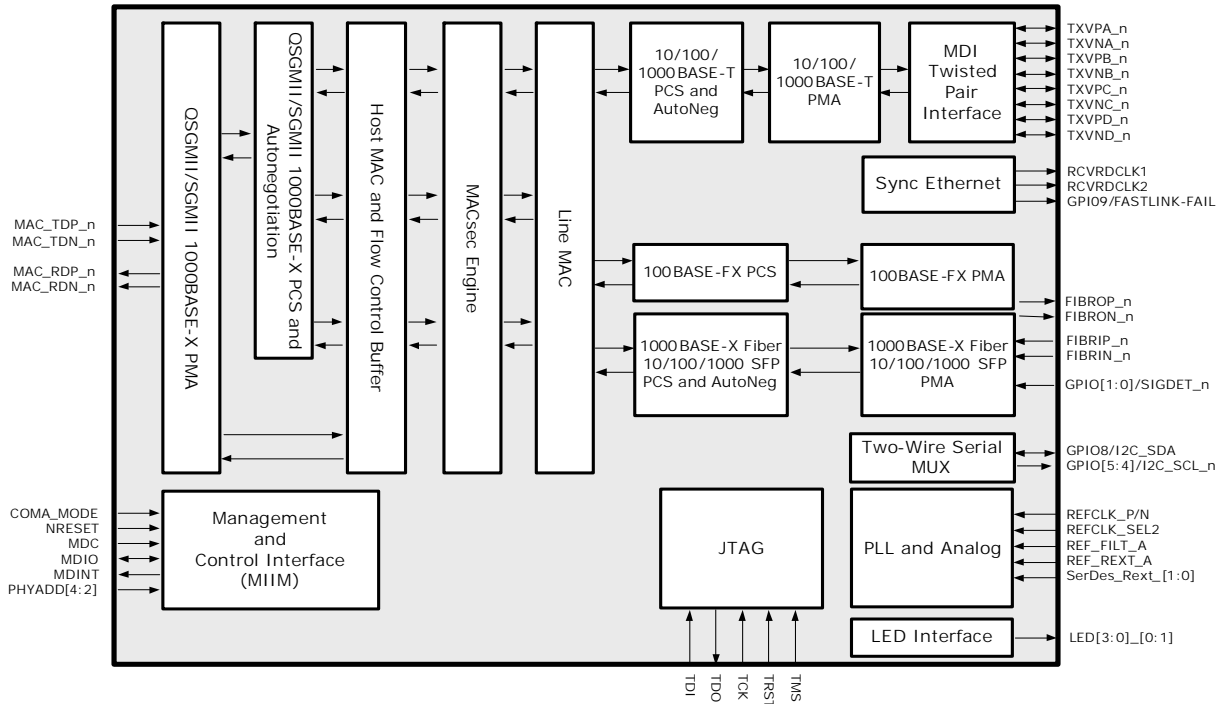 MAC_TDP_n
MAC_TDN_n
MAC_RDP_n
MAC_RDN_n
COMA_MODE
NRESET
MDC
MDIO
MDINT
PHYADD[4:2]
QSGMII/SGMII 1000BASE-X PMA
QSGMII/SGMII 1000BASE-X PCS and
Autonegotiation
Host MAC and Flow Control
Buffer
MACsec Engine
Line MAC
10/100/
1000BASE-T
PCS and
AutoNeg
10/100/
1000BASE-T
PMA
MDI
Twisted
Pair
Interface
TXVPA_n
TXVNA_n
TXVPB_n
TXVNB_n
TXVPC_n
TXVNC_n
TXVPD_n
TXVND_n
Sync Ethernet
RCVRDCLK1
RCVRDCLK2
GPIO9/FASTLINK-FAIL
100BASE-FX PCS
100BASE-FX PMA
FIBROP_n
FIBRON_n
1000BASE-X Fiber
10/100/1000 SFP
PCS and AutoNeg
1000BASE-X Fiber
10/100/1000 SFP
PMA
FIBRIP_n
FIBRIN_n
GPIO[1:0]/SIGDET_n
Two-Wire Serial
MUX
GPIO8/I2C_SDA
GPIO[5:4]/I2C_SCL_n
Management
and
Control Interface
(MIIM)
JTAG
PLL and Analog
REFCLK_P/N
REFCLK_SEL2
REF_FILT_A
REF_REXT_A
SerDes_Rext_[1:0]
LED Interface
LED[3:0]_[0:1]
TDI
TDO
TCK
TRST
TMS